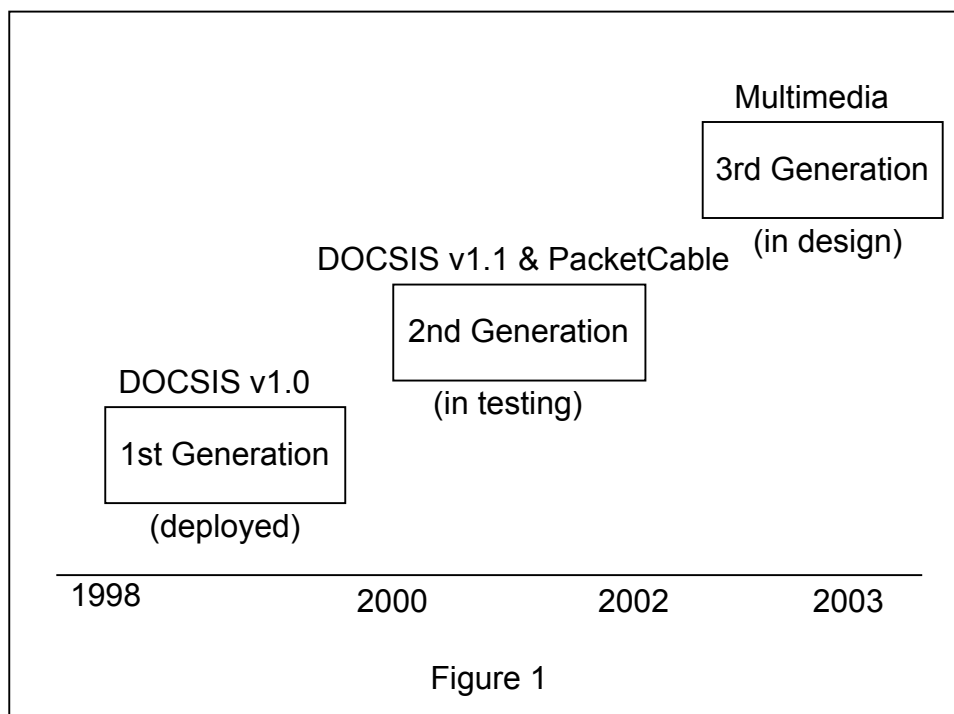 Multimedia
3rd Generation
(in design)
DOCSIS v1.1 & PacketCable
2nd Generation
(in testing)
DOCSIS v1.0
1st Generation
(deployed)
1998 2000 2002 2003
Figure 1